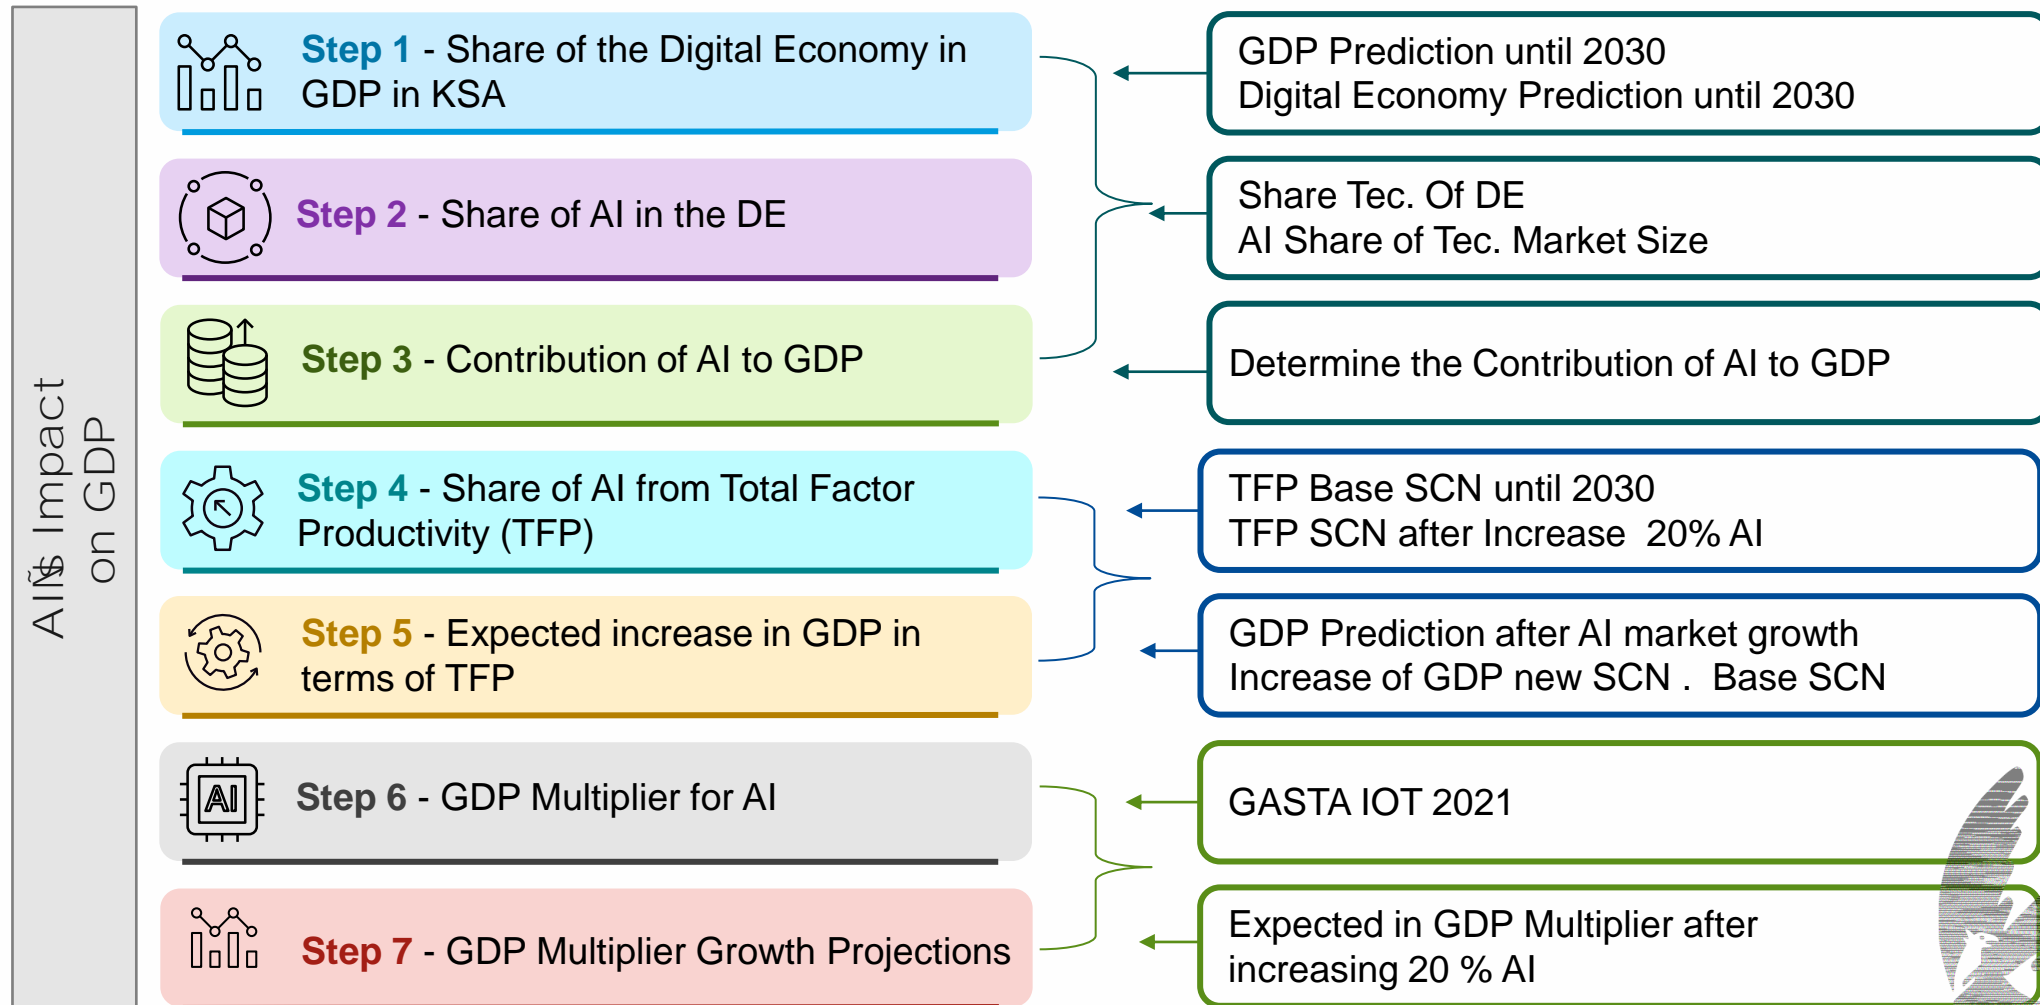 AI's Impact
on GDP
Step 1 - Share of the Digital Economy in
GDP in KSA
GDP Prediction until 2030
Digital Economy Prediction until 2030
Step 2 - Share of AI in the DE
Share Tec. Of DE
AI Share of Tec. Market Size
Step 3 - Contribution of AI to GDP
Determine the Contribution of AI to GDP
Step 4 - Share of AI from Total Factor
Productivity (TFP)
TFP Base SCN until 2030
TFP SCN after Increase 20% AI
Step 5 - Expected increase in GDP in
terms of TFP
GDP Prediction after AI market growth
Increase of GDP new SCN . Base SCN
AI
Step 6 - GDP Multiplier for AI
GASTA IOT 2021
Step 7 - GDP Multiplier Growth Projections
Expected in GDP Multiplier after
increasing 20 % AI